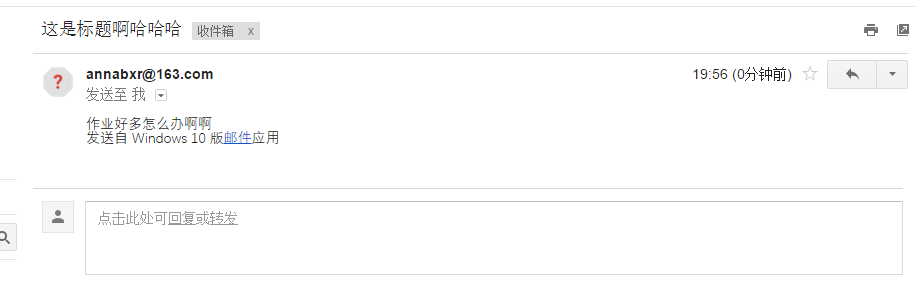 这是标题啊哈哈哈 收件箱 x
annabxr@163.com 19:56 (0分钟前)
发送至 我
作业好多怎么办啊啊
发送自 Windows 10 版邮件应用
点击此处可回复或转发